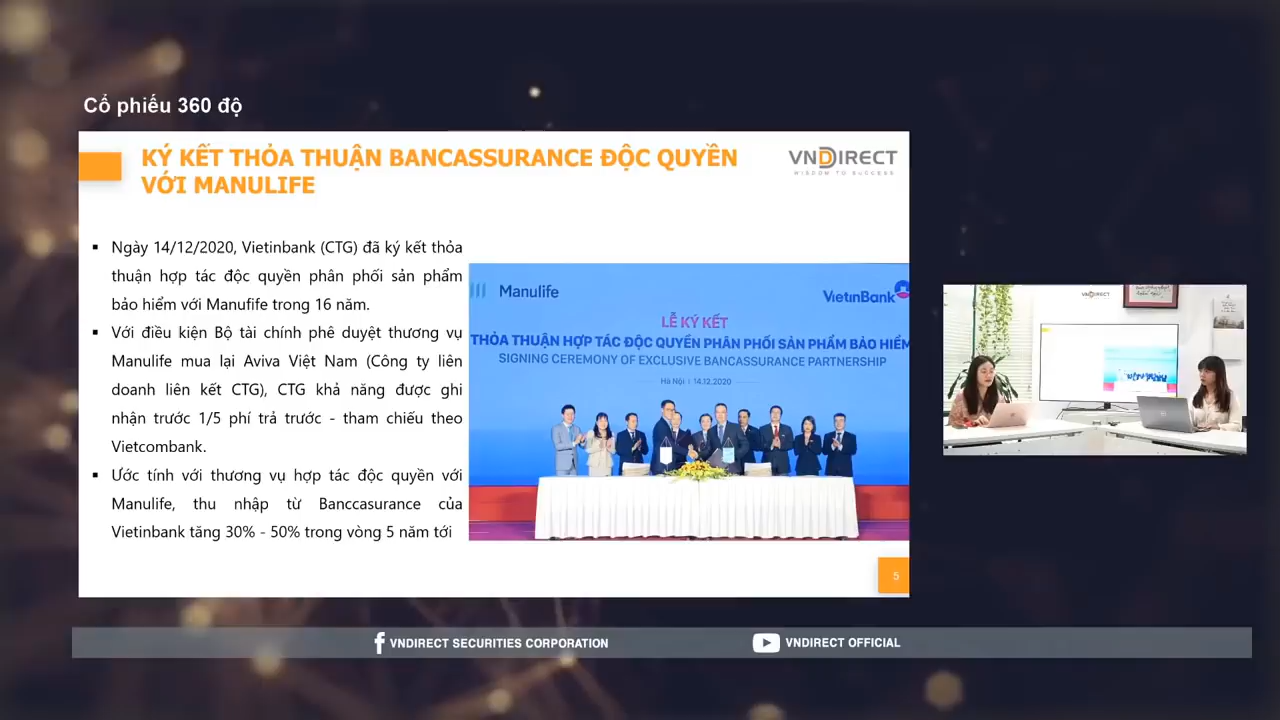 Cổ phiếu 360 độ
KÝ KẾT THỎA THUẬN BANCASSURANCE ĐỘC QUYỀN
VỚI MANULIFE
VNDIRECT
WISDOM TO SUCCESS
▪ Ngày 14/12/2020, Vietinbank (CTG) đã ký kết thỏa
thuận hợp tác độc quyền phân phối sản phẩm
bảo hiểm với Manufife trong 16 năm.
▪ Với điều kiện Bộ tài chính phê duyệt thương vụ
Manulife mua lại Aviva Việt Nam (Công ty liên
doanh liên kết CTG), CTG khả năng được ghi
nhận trước 1/5 phí trả trước - tham chiếu theo
Vietcombank.
▪ Ước tính với thương vụ hợp tác độc quyền với
Manulife, thu nhập từ Banccasurance của
Vietinbank tăng 30% - 50% trong vòng 5 năm tới
Manulife
VietinBank
LỄ KÝ KẾT
THỎA THUẬN HỢP TÁC ĐỘC QUYỀN PHÂN PHỐI SẢN PHẨM BẢO HIỂM
SIGNING CEREMONY OF EXCLUSIVE BANCASSURANCE PARTNERSHIP
Hà Nội | 14.12.2020
5
VNDIRECT
VNDIRECT SECURITIES CORPORATION
VNDIRECT OFFICIAL